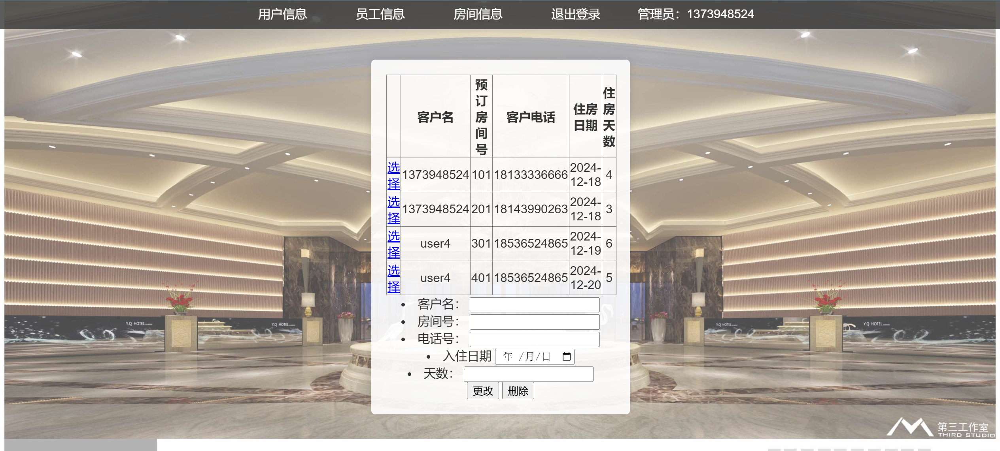 用户信息 员工信息 房间信息 退出登录 管理员：1373948524
客户名 预订房间号 客户电话 住房日期 住房天数
选择 1373948524 101 18133336666 2024-12-18 4
选择 1373948524 201 18143990263 2024-12-18 3
选择 user4 301 18536524865 2024-12-19 6
选择 user4 401 18536524865 2024-12-20 5
• 客户名：
• 房间号：
• 电话号：
• 入住日期 年 /月/日
• 天数：
更改 删除
Y.Q HOTEL
Y.Q HOTEL
Y.Q HOTEL
Y.Q HOTEL
第三工作室
THIRD STUDIO